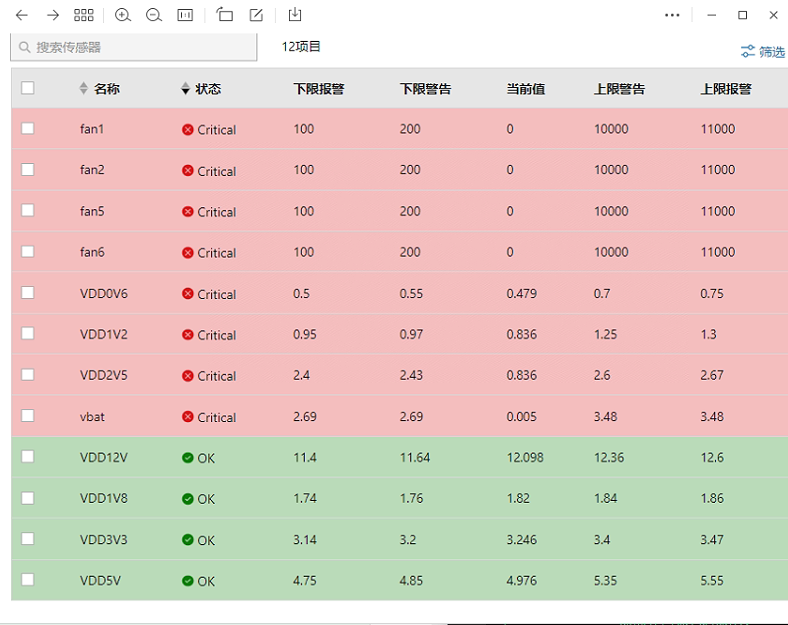 搜索传感器 12项目
筛选
名称 状态 下限报警 下限警告 当前值 上限警告 上限报警
fan1 Critical 100 200 0 10000 11000
fan2 Critical 100 200 0 10000 11000
fan5 Critical 100 200 0 10000 11000
fan6 Critical 100 200 0 10000 11000
VDD0V6 Critical 0.5 0.55 0.479 0.7 0.75
VDD1V2 Critical 0.95 0.97 0.836 1.25 1.3
VDD2V5 Critical 2.4 2.43 0.836 2.6 2.67
vbat Critical 2.69 2.69 0.005 3.48 3.48
VDD12V OK 11.4 11.64 12.098 12.36 12.6
VDD1V8 OK 1.74 1.76 1.82 1.84 1.86
VDD3V3 OK 3.14 3.2 3.246 3.4 3.47
VDD5V OK 4.75 4.85 4.976 5.35 5.55